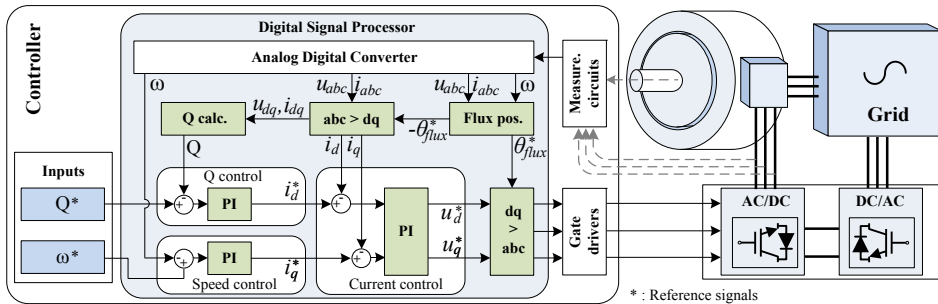 Controller
Digital Signal Processor
Analog Digital Converter
Measure. circuits
Grid
ω
u_abc
i_abc
u_abc
i_abc
ω
Q calc.
u_dq, i_dq
abc > dq
-θ*_flux
Flux pos.
Q
i_d
i_q
θ*_flux
Inputs
Q*
ω*
Q control
PI
i*_d
+ -
+ -
PI
u*_d
u*_q
dq > abc
Gate drivers
AC/DC
DC/AC
- +
PI
i*_q
+ -
Speed control
Current control
* : Reference signals